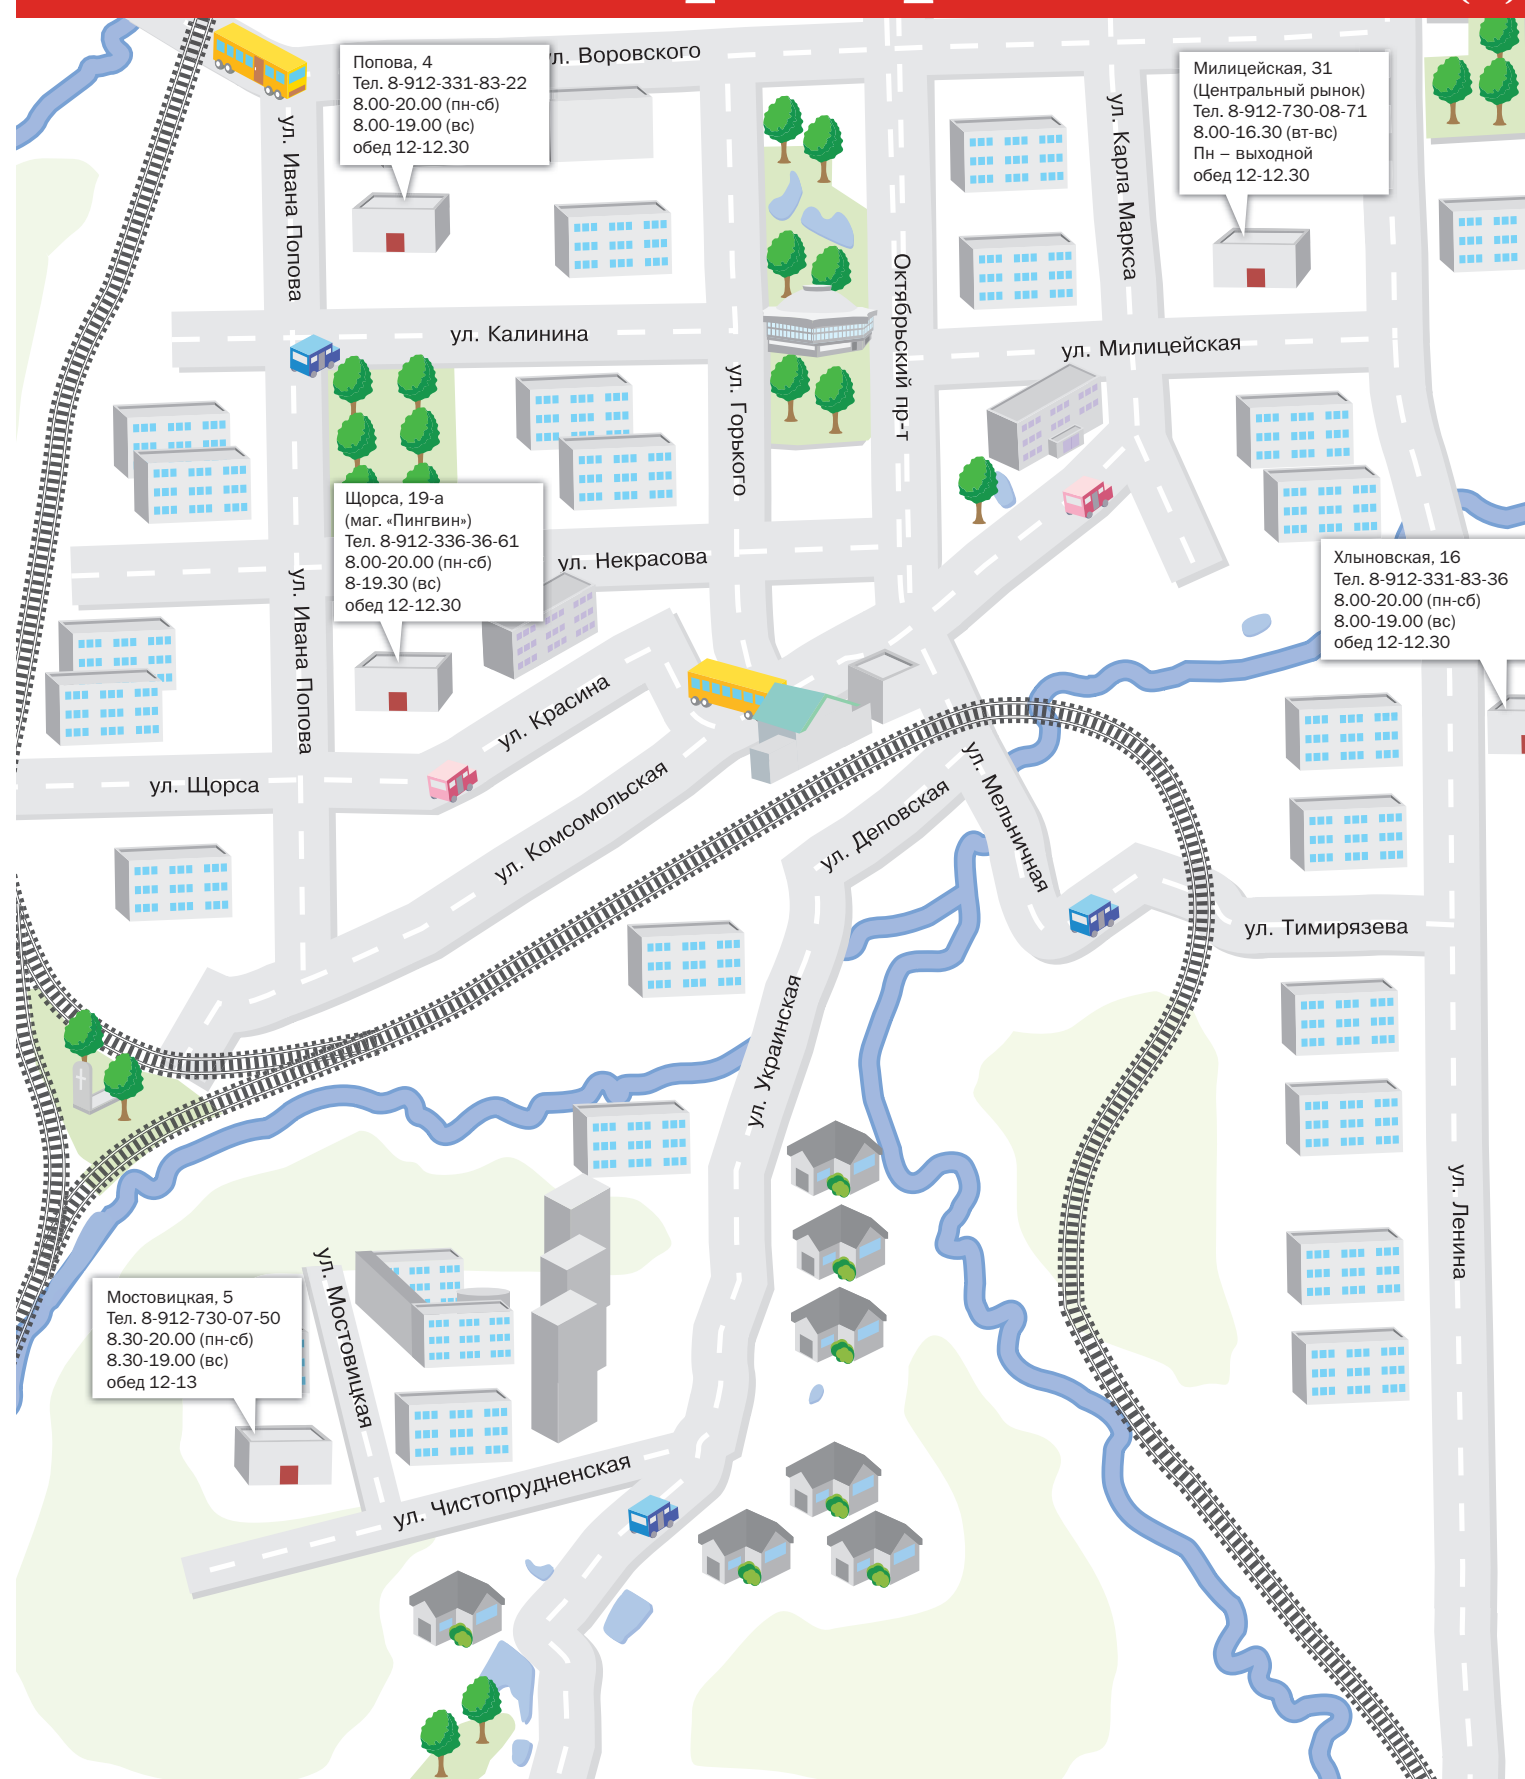 ул. Воровского
Попова, 4
Тел. 8-912-331-83-22
8.00-20.00 (пн-сб)
8.00-19.00 (вс)
обед 12-12.30
Милицейская, 31
(Центральный рынок)
Тел. 8-912-730-08-71
8.00-16.30 (вт-вс)
Пн – выходной
обед 12-12.30
ул. Ивана Попова
ул. Карла Маркса
Октябрьский пр-т
ул. Калинина
ул. Милицейская
ул. Горького
Щорса, 19-а
(маг. «Пингвин»)
Тел. 8-912-336-36-61
8.00-20.00 (пн-сб)
8-19.30 (вс)
обед 12-12.30
ул. Некрасова
Хлыновская, 16
Тел. 8-912-331-83-36
8.00-20.00 (пн-сб)
8.00-19.00 (вс)
обед 12-12.30
ул. Ивана Попова
ул. Красина
ул. Щорса
ул. Комсомольская
ул. Деповская
ул. Мельничная
ул. Тимирязева
ул. Украинская
ул. Ленина
ул. Мостовицкая
Мостовицкая, 5
Тел. 8-912-730-07-50
8.30-20.00 (пн-сб)
8.30-19.00 (вс)
обед 12-13
ул. Чистопрудненская